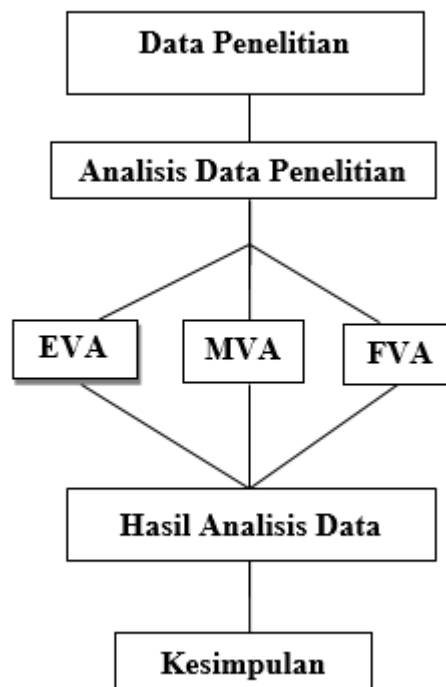 Data Penelitian
Analisis Data Penelitian
EVA
MVA
FVA
Hasil Analisis Data
Kesimpulan